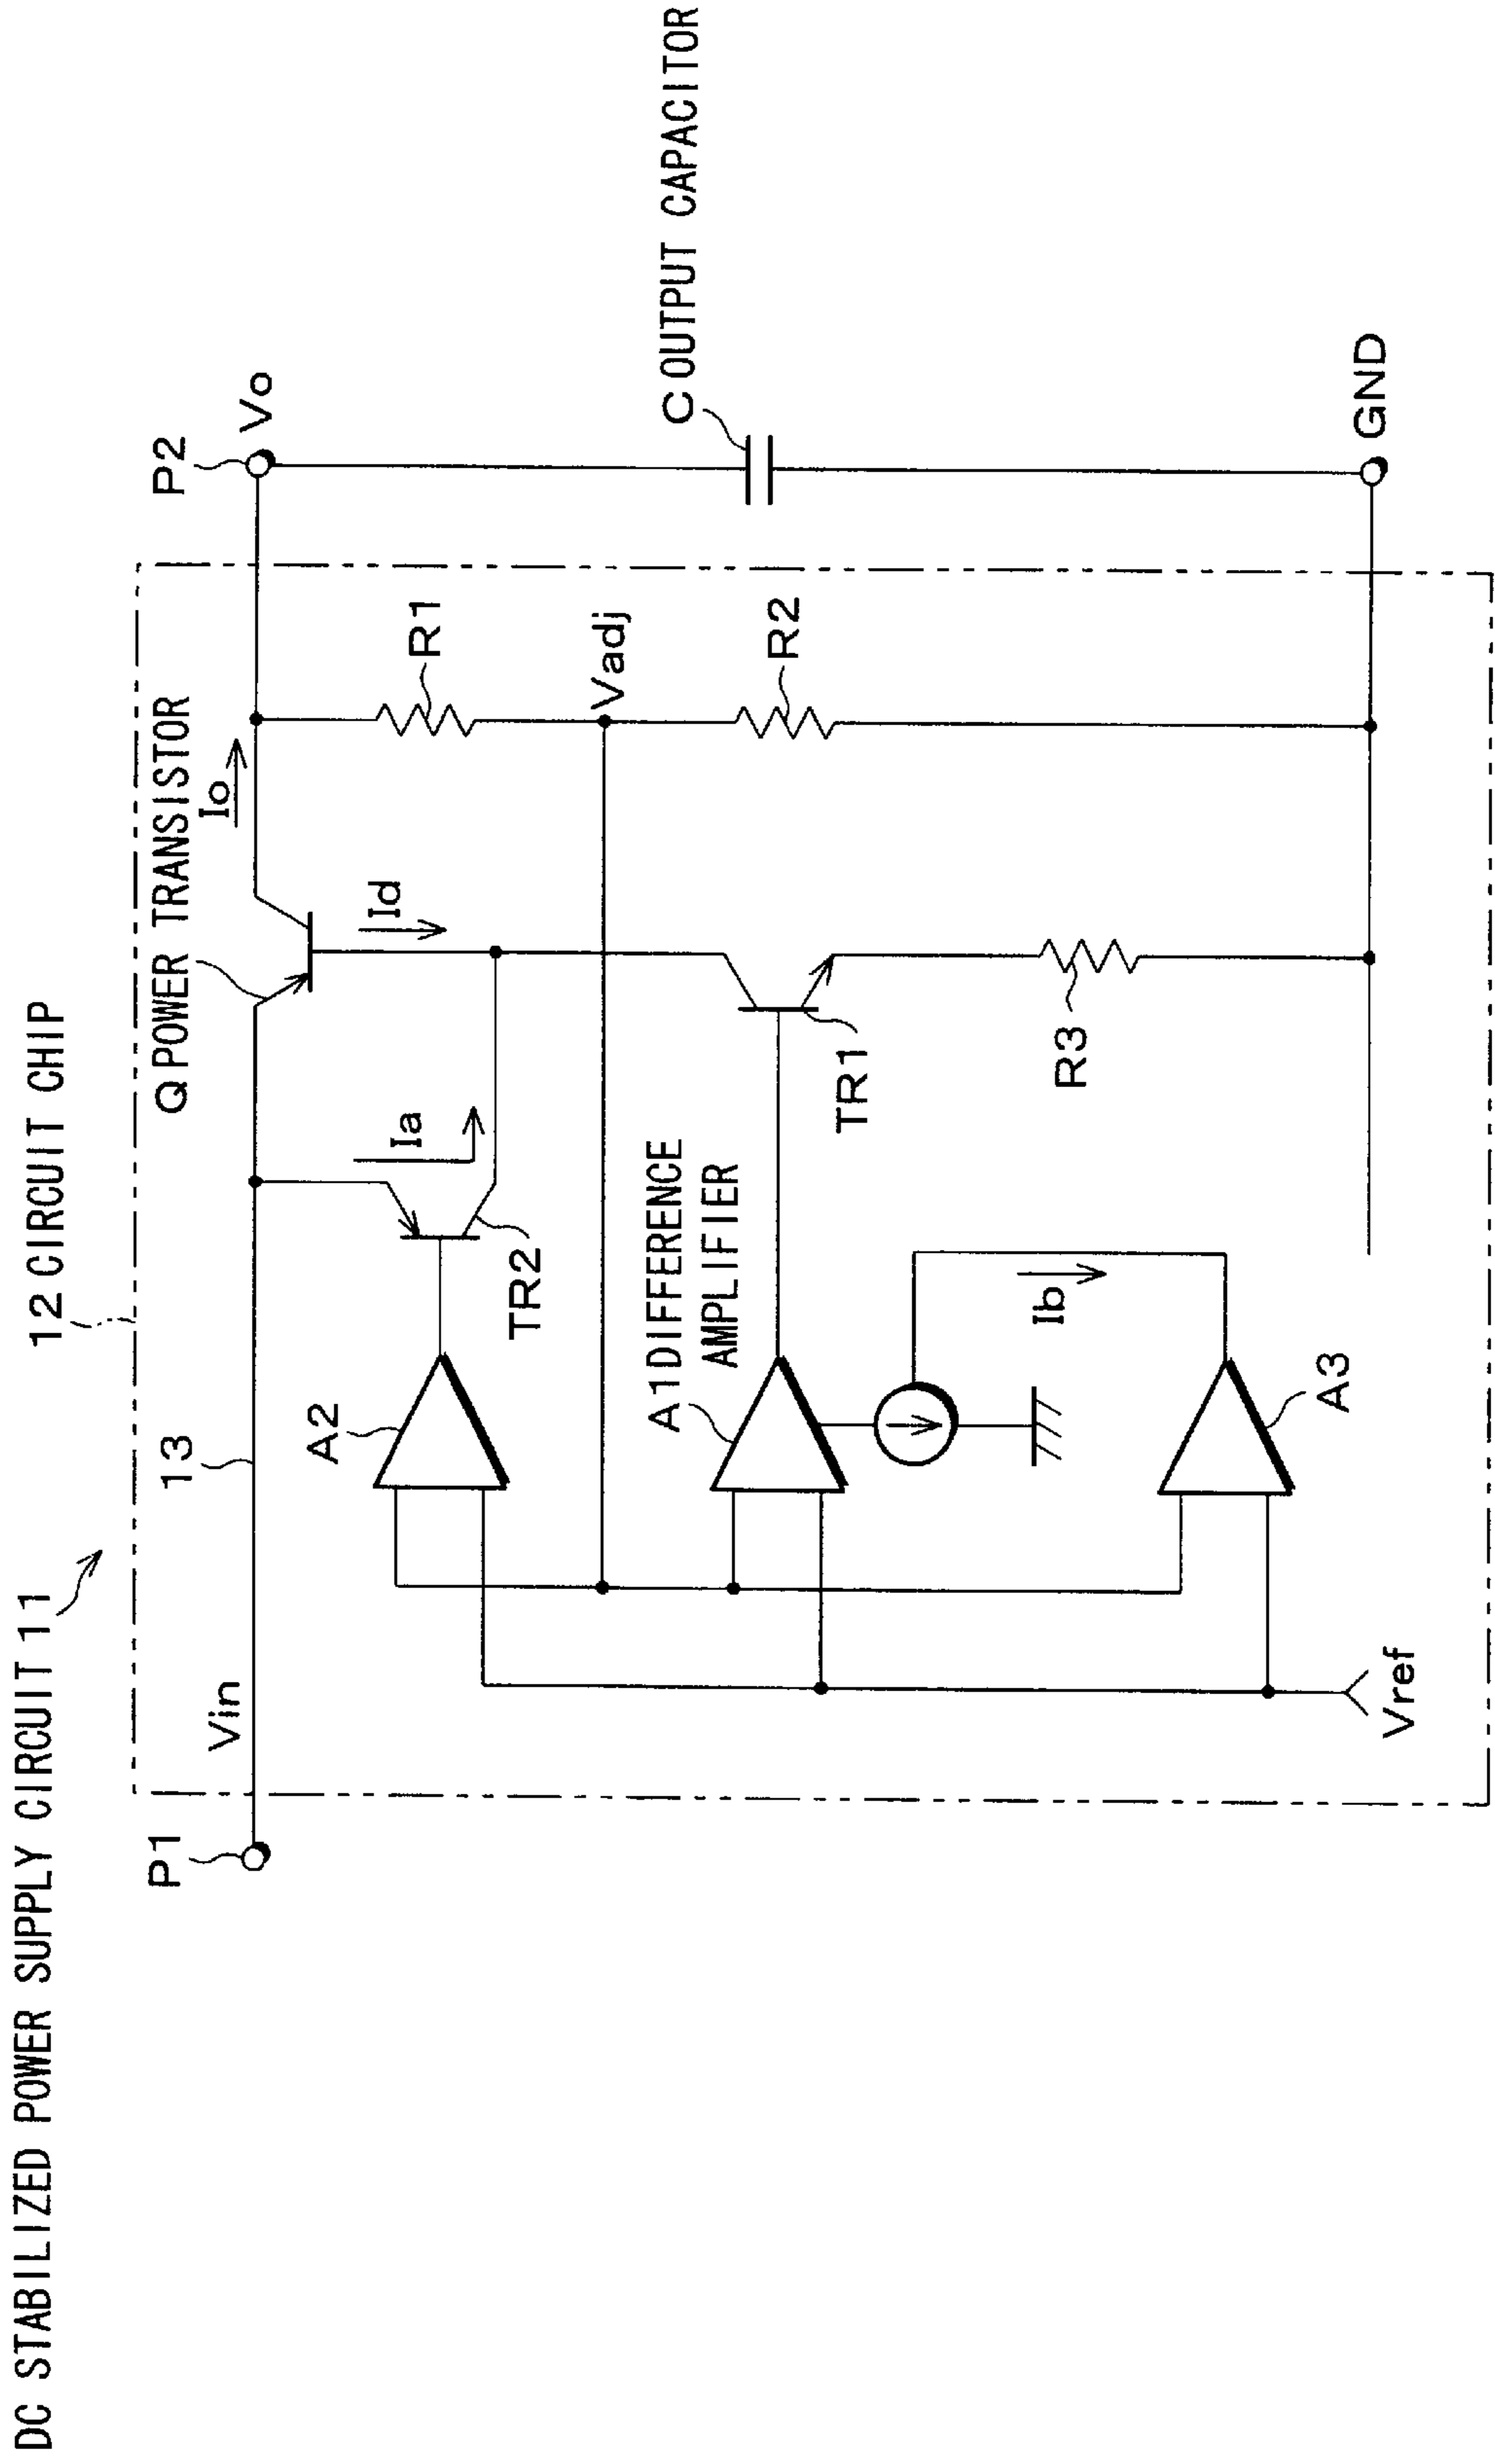 DC STABILIZED POWER SUPPLY CIRCUIT 11
12 CIRCUIT CHIP
P1
Vin
13
Q POWER TRANSISTOR
Io
P2
Vo
A2
TR2
Ia
Id
R1
Vadj
A1 DIFFERENCE
AMPLIFIER
TR1
R2
C OUTPUT CAPACITOR
Ib
R3
A3
Vref
GND